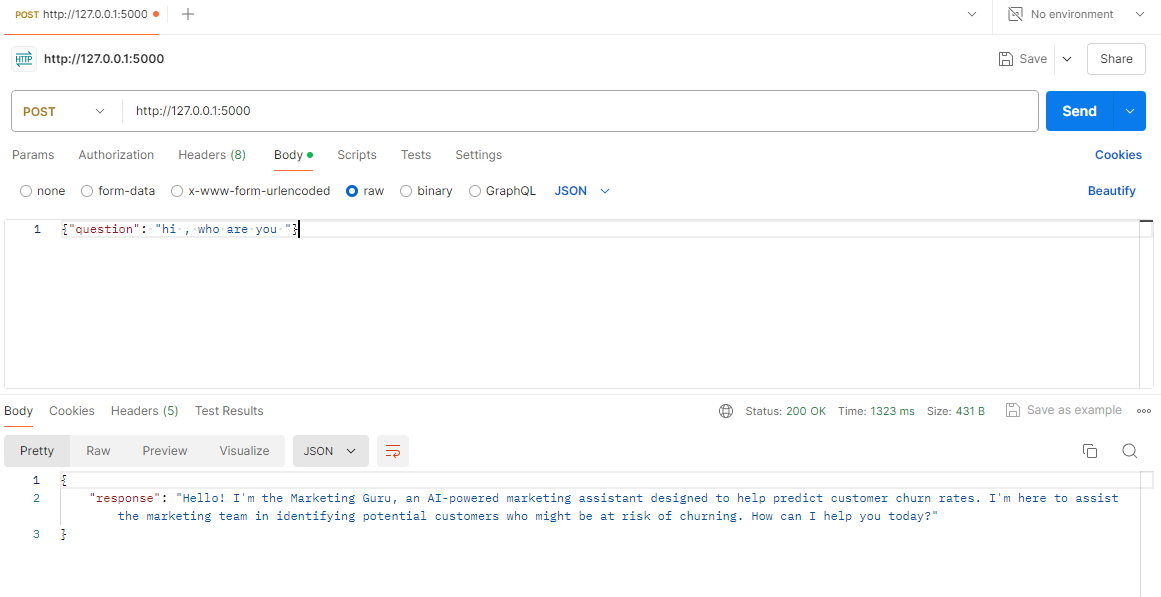 POST http://127.0.0.1:5000
No environment
HTTP http://127.0.0.1:5000
Save
Share
POST
http://127.0.0.1:5000
Send
Params Authorization Headers (8) Body Scripts Tests Settings
Cookies
none form-data x-www-form-urlencoded raw binary GraphQL JSON
Beautify
1 {"question": "hi , who are you "}
Body Cookies Headers (5) Test Results
Status: 200 OK Time: 1323 ms Size: 431 B
Save as example
Pretty Raw Preview Visualize JSON
1 {
2 "response": "Hello! I'm the Marketing Guru, an AI-powered marketing assistant designed to help predict customer churn rates. I'm here to assist
the marketing team in identifying potential customers who might be at risk of churning. How can I help you today?"
3 }